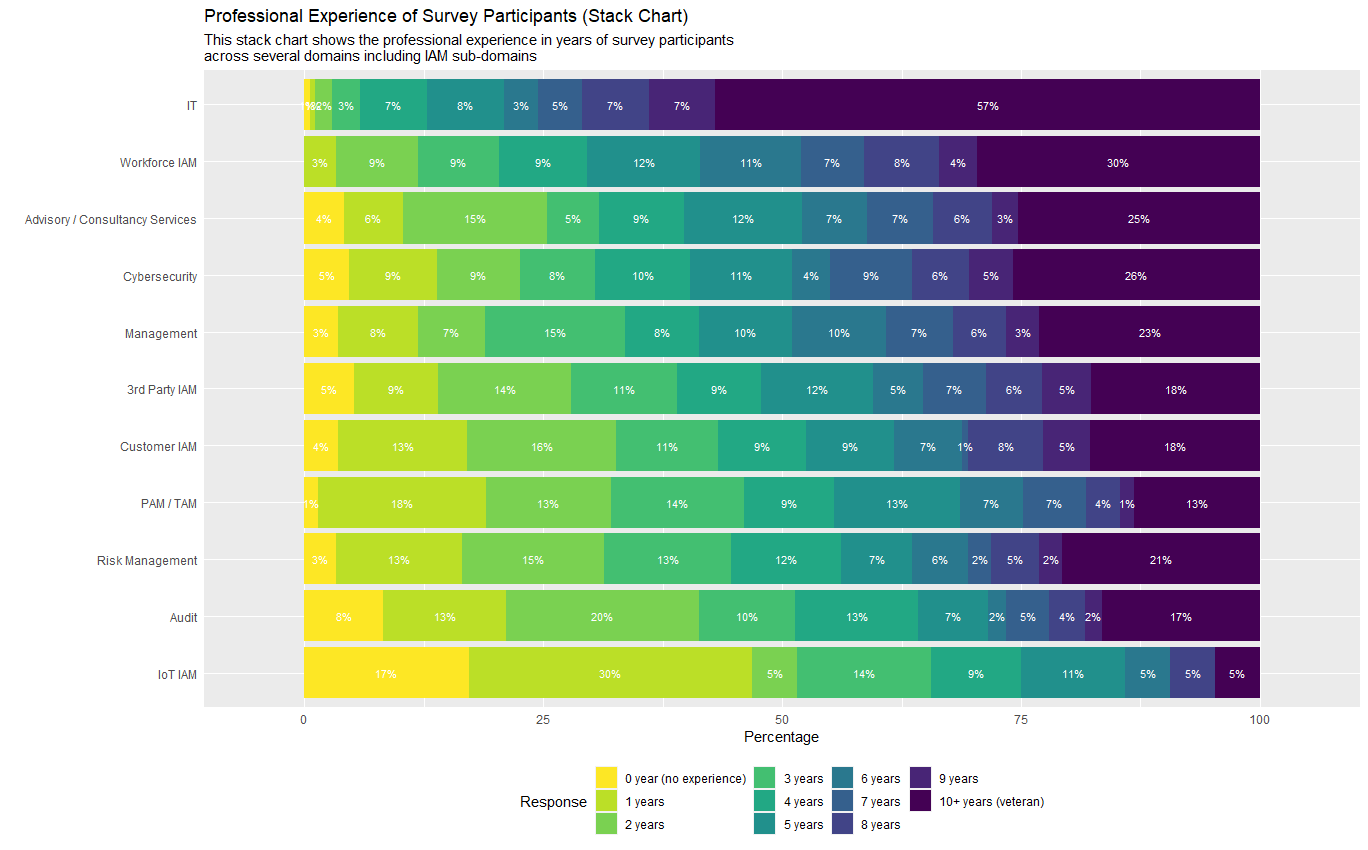 Professional Experience of Survey Participants (Stack Chart)
This stack chart shows the professional experience in years of survey participants
across several domains including IAM sub-domains
IT 2% 3% 7% 8% 3% 5% 7% 7% 57%
Workforce IAM 3% 9% 9% 9% 12% 11% 7% 8% 4% 30%
Advisory / Consultancy Services 4% 6% 15% 5% 9% 12% 7% 7% 6% 3% 25%
Cybersecurity 5% 9% 9% 8% 10% 11% 4% 9% 6% 5% 26%
Management 3% 8% 7% 15% 8% 10% 10% 7% 6% 3% 23%
3rd Party IAM 5% 9% 14% 11% 9% 12% 5% 7% 6% 5% 18%
Customer IAM 4% 13% 16% 11% 9% 9% 7% 1% 8% 5% 18%
PAM / TAM 1% 18% 13% 14% 9% 13% 7% 7% 4% 1% 13%
Risk Management 3% 13% 15% 13% 12% 7% 6% 2% 5% 2% 21%
Audit 8% 13% 20% 10% 13% 7% 2% 5% 4% 2% 17%
IoT IAM 17% 30% 5% 14% 9% 11% 5% 5% 5%
0 25 50 75 100
Percentage
Response
0 year (no experience)
1 years
2 years
3 years
4 years
5 years
6 years
7 years
8 years
9 years
10+ years (veteran)